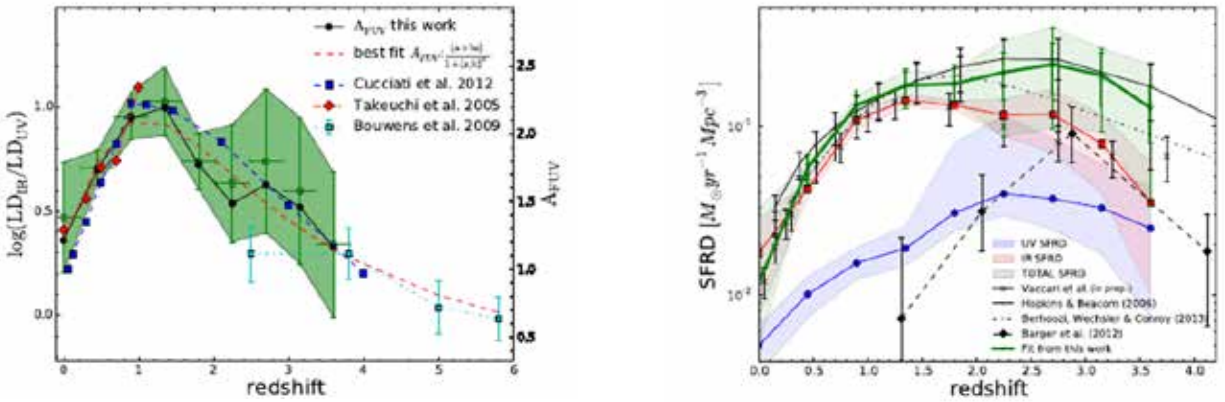 log(LD_IR/LD_UV)
1.0
0.5
0.0
A_FUV this work
best fit A_FUV:
Cucciati et al. 2012
Takeuchi et al. 2005
Bouwens et al. 2009
2.5
2.0
1.5
1.0
0.5
A_FUV
0 1 2 3 4 5 6
redshift
SFRD [M⊙yr⁻¹ Mpc⁻³]
UV SFRD
IR SFRD
TOTAL SFRD
Vaccari et al. (in prep.)
Hopkins & Beacom (2006)
Behroozi, Wechsler & Conroy (2013)
Barger et al. (2012)
Fit from this work
0.0 0.5 1.0 1.5 2.0 2.5 3.0 3.5 4.0
redshift